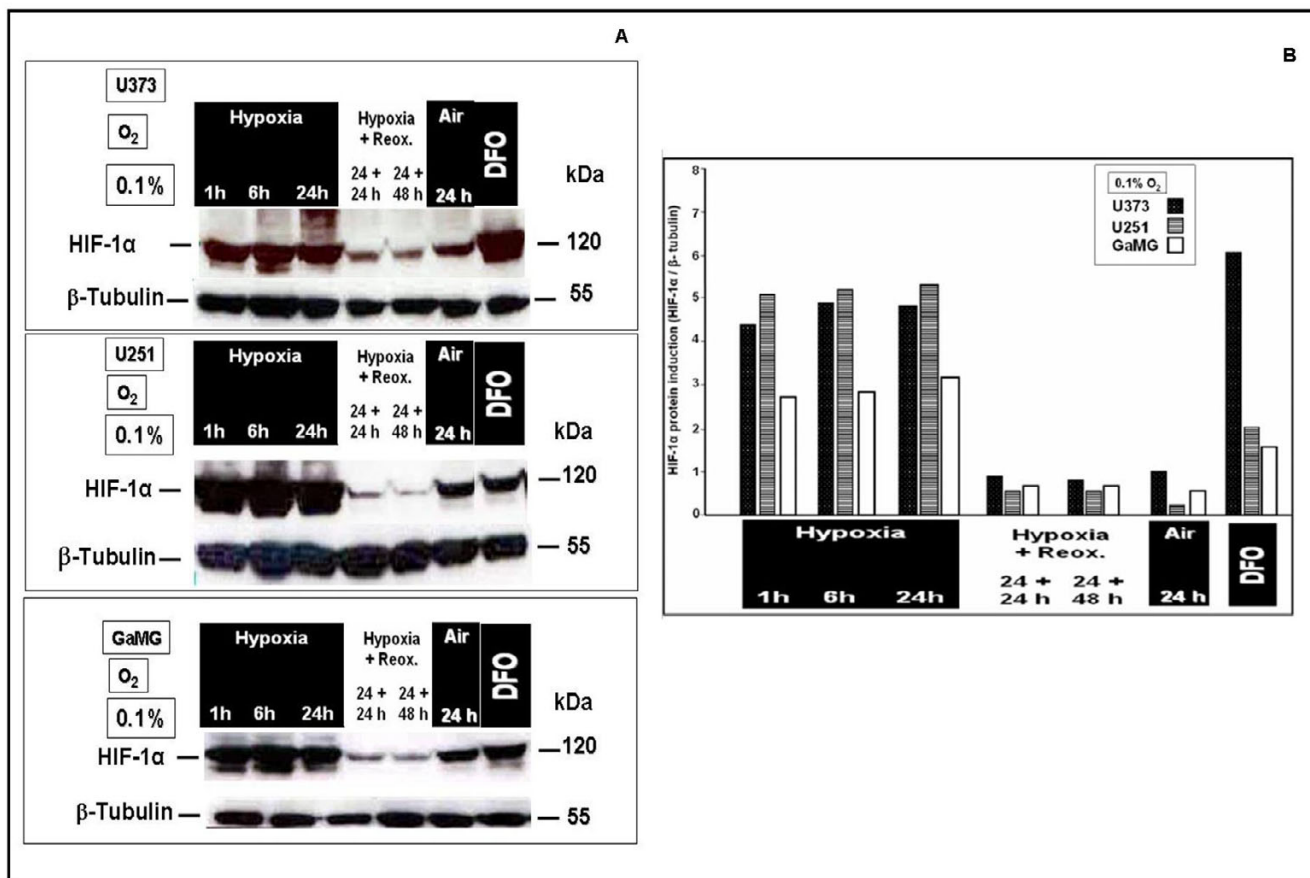 A
U373
O2
0.1%
Hypoxia
1h 6h 24h
Hypoxia
+ Reox.
24 + 24 +
24 h 48 h
Air
24 h
DFO
kDa
HIF-1α
120
β-Tubulin
55
U251
O2
0.1%
Hypoxia
1h 6h 24h
Hypoxia
+ Reox.
24 + 24 +
24 h 48 h
Air
24 h
DFO
kDa
HIF-1α
120
β-Tubulin
55
GaMG
O2
0.1%
Hypoxia
1h 6h 24h
Hypoxia
+ Reox.
24 + 24 +
24 h 48 h
Air
24 h
DFO
kDa
HIF-1α
120
β-Tubulin
55
B
HIF-1α protein induction (HIF-1α / β- tubulin)
8
7
6
5
4
3
2
1
0
0.1% O2
U373
U251
GaMG
Hypoxia
1h 6h 24h
Hypoxia
+ Reox.
24 + 24 +
24 h 48 h
Air
24 h
DFO